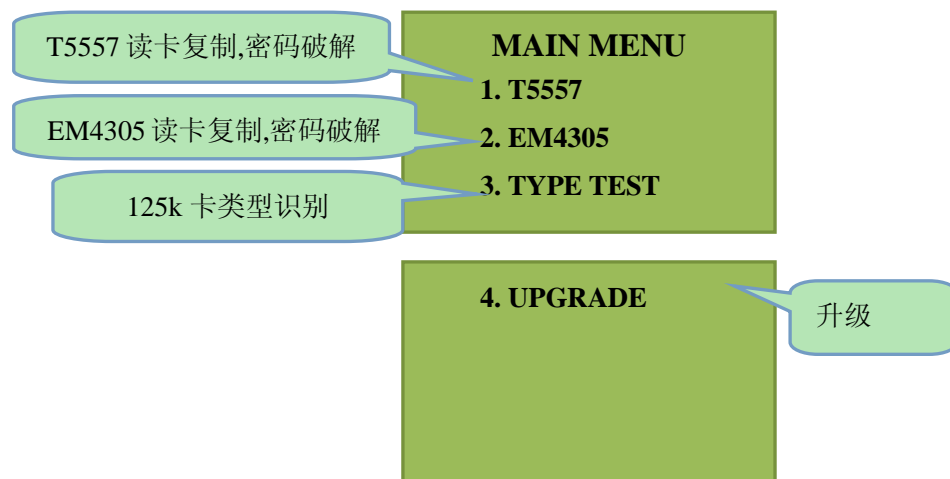 T5557 读卡复制,密码破解
MAIN MENU
1. T5557
EM4305 读卡复制,密码破解
2. EM4305
3. TYPE TEST
125k 卡类型识别
4. UPGRADE
升级